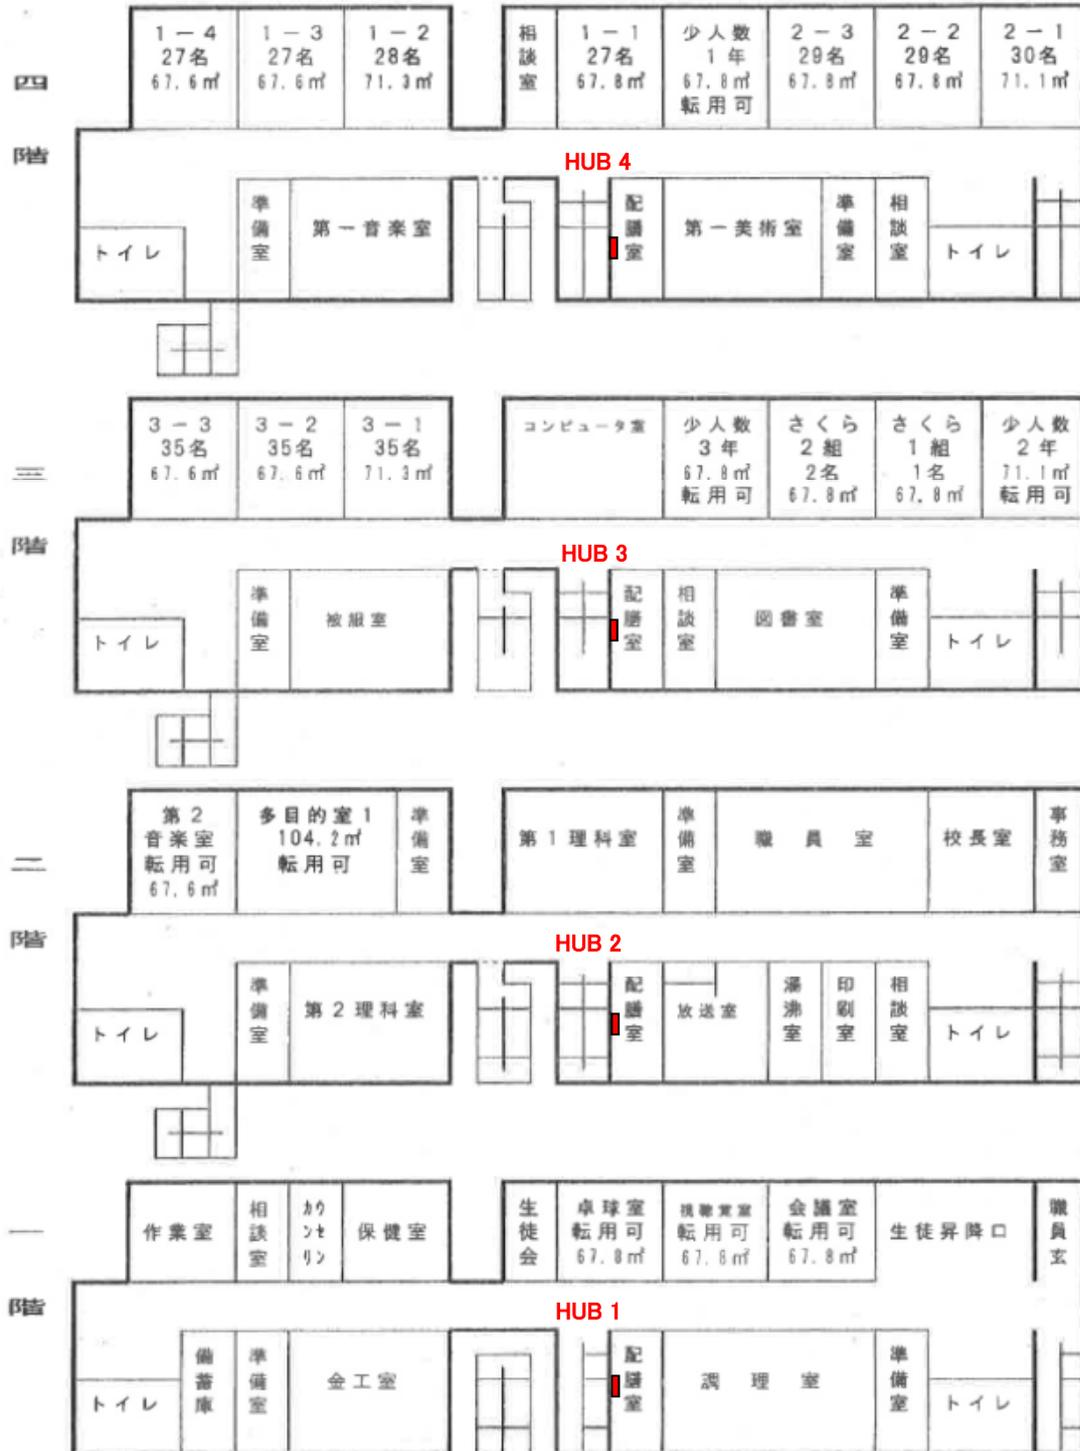 四階
1－4
27名
67.6㎡
1－3
27名
67.6㎡
1－2
28名
71.3㎡
相談室
1－1
27名
67.8㎡
少人数
1年
67.8㎡
転用可
2－3
29名
67.8㎡
2－2
29名
67.8㎡
2－1
30名
71.1㎡
HUB 4
トイレ
準備室
第一音楽室
配膳室
第一美術室
準備室
相談室
トイレ
三階
3－3
35名
67.6㎡
3－2
35名
67.6㎡
3－1
35名
71.3㎡
コンピュータ室
少人数
3年
67.8㎡
転用可
さくら
2組
2名
67.8㎡
さくら
1組
1名
67.8㎡
少人数
2年
71.1㎡
転用可
HUB 3
トイレ
準備室
被服室
配膳室
相談室
図書室
準備室
トイレ
二階
第2
音楽室
転用可
67.6㎡
多目的室1
104.2㎡
転用可
準備室
第1理科室
準備室
職員室
校長室
事務室
HUB 2
トイレ
準備室
第2理科室
配膳室
放送室
湯沸室
印刷室
相談室
トイレ
一階
作業室
相談室
カウンセリン
保健室
生徒会
卓球室
転用可
67.8㎡
視聴覚室
転用可
67.8㎡
会議室
転用可
67.8㎡
生徒昇降口
職員玄
HUB 1
トイレ
備蓄庫
準備室
金工室
配膳室
調理室
準備室
トイレ